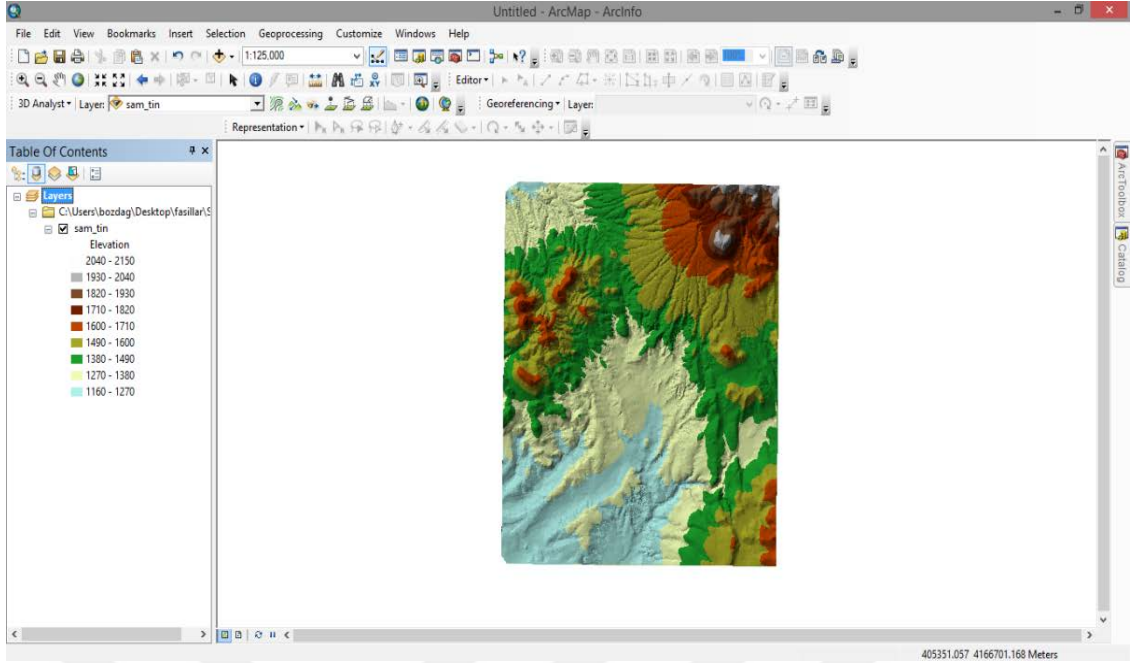 Untitled - ArcMap - ArcInfo
File Edit View Bookmarks Insert Selection Geoprocessing Customize Windows Help
1:125,000
Editor
3D Analyst Layer: sam_tin Georeferencing Layer:
Representation
Table Of Contents
Layers
C:\Users\bozdag\Desktop\fasillar\S
sam_tin
Elevation
2040 - 2150
1930 - 2040
1820 - 1930
1710 - 1820
1600 - 1710
1490 - 1600
1380 - 1490
1270 - 1380
1160 - 1270
ArcToolbox
Catalog
405351.057 4166701.168 Meters